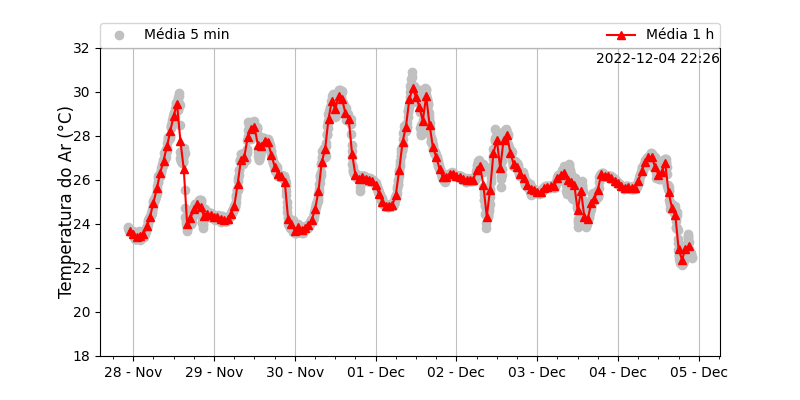 Média 5 min
Média 1 h
2022-12-04 22:26
Temperatura do Ar (°C)
32
30
28
26
24
22
20
18
28 - Nov
29 - Nov
30 - Nov
01 - Dec
02 - Dec
03 - Dec
04 - Dec
05 - Dec